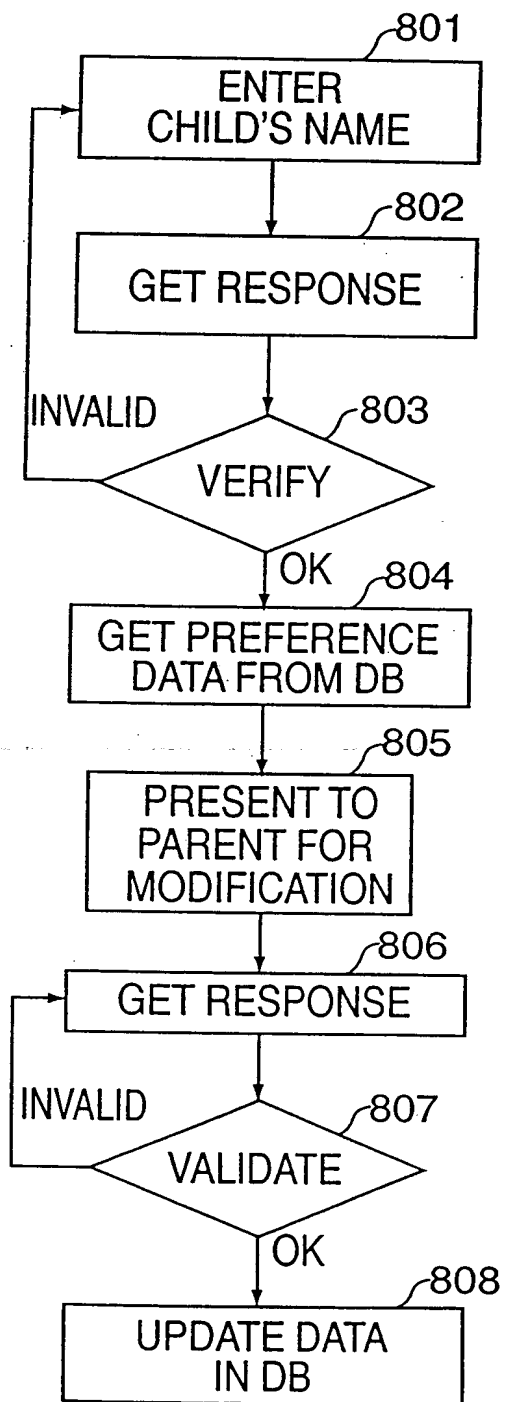 801
ENTER
CHILD'S NAME
802
GET RESPONSE
INVALID
803
VERIFY
OK
804
GET PREFERENCE
DATA FROM DB
805
PRESENT TO
PARENT FOR
MODIFICATION
806
GET RESPONSE
INVALID
807
VALIDATE
OK
808
UPDATE DATA
IN DB